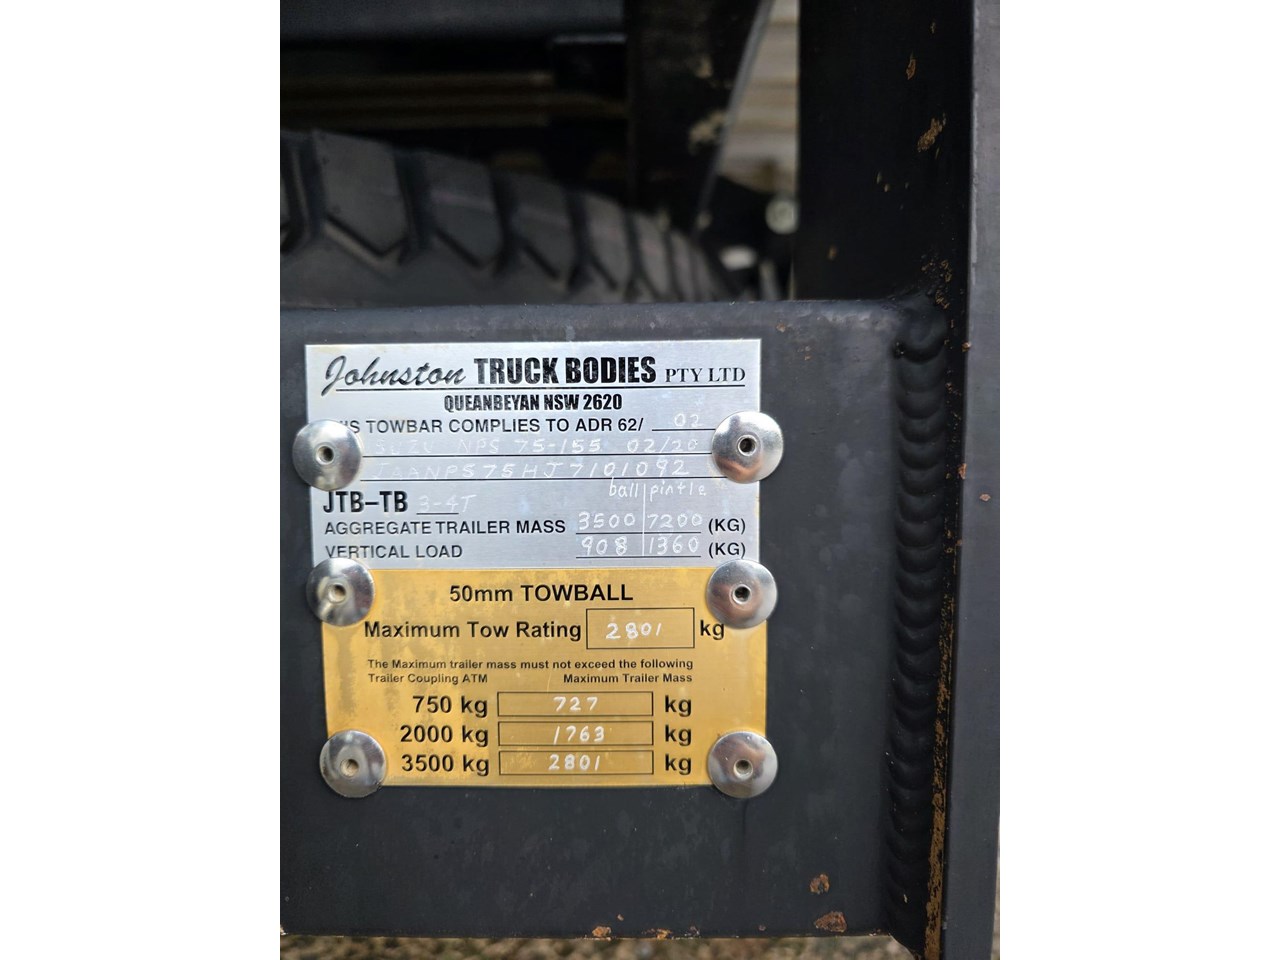 Johnston TRUCK BODIES PTY LTD
QUEANBEYAN NSW 2620
TOWBAR COMPLIES TO ADR 62/ 02
NPS 75-155 02/20
JAANPS75HJ7101092
ball pintle
JTB-TB 3-4T
AGGREGATE TRAILER MASS 3500 7200 (KG)
VERTICAL LOAD 908 1360 (KG)
50mm TOWBALL
Maximum Tow Rating 2801 kg
The Maximum trailer mass must not exceed the following
Trailer Coupling ATM Maximum Trailer Mass
750 kg 727 kg
2000 kg 1763 kg
3500 kg 2801 kg